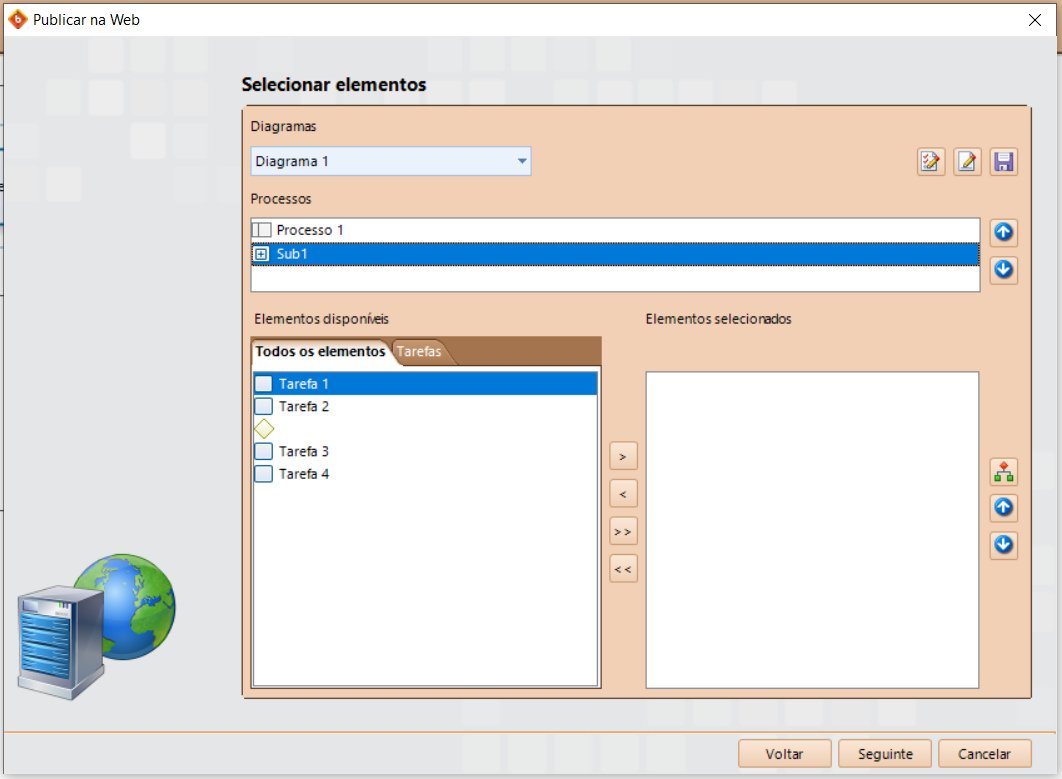 Publicar na Web
Selecionar elementos
Diagramas
Diagrama 1
Processos
Processo 1
Sub1
Elementos disponíveis
Elementos selecionados
Todos os elementos
Tarefas
Tarefa 1
Tarefa 2
Tarefa 3
Tarefa 4
>
<
>>
<<
Voltar
Seguinte
Cancelar